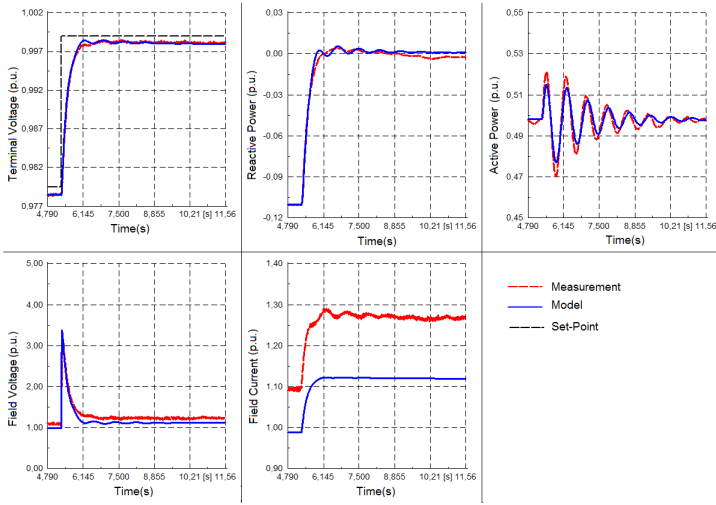 1,002
0.997
0,992
0,987
0,982
0,977
Terminal Voltage (p.u.)
4,790 6,145 7,500 8,855 10,21 [s] 11,56
Time(s)
0,03
0.00
-0,03
-0,06
-0,09
-0,12
Reactive Power (p.u.)
4,790 6,145 7,500 8,855 10,21 [s] 11,56
Time(s)
0,55
0,53
0,51
0,49
0,47
0,45
Active Power (p.u.)
4,790 6,145 7,500 8,855 10,21 [s] 11,56
Time(s)
5,00
4,00
3,00
2,00
1,00
0,00
Field Voltage (p.u.)
4,790 6,145 7,500 8,855 10,21 [s] 11,56
Time(s)
1,40
1,30
1,20
1,10
1,00
0,90
Field Current (p.u.)
4,790 6,145 7,500 8,855 10,21 [s] 11,56
Time(s)
Measurement
Model
Set-Point